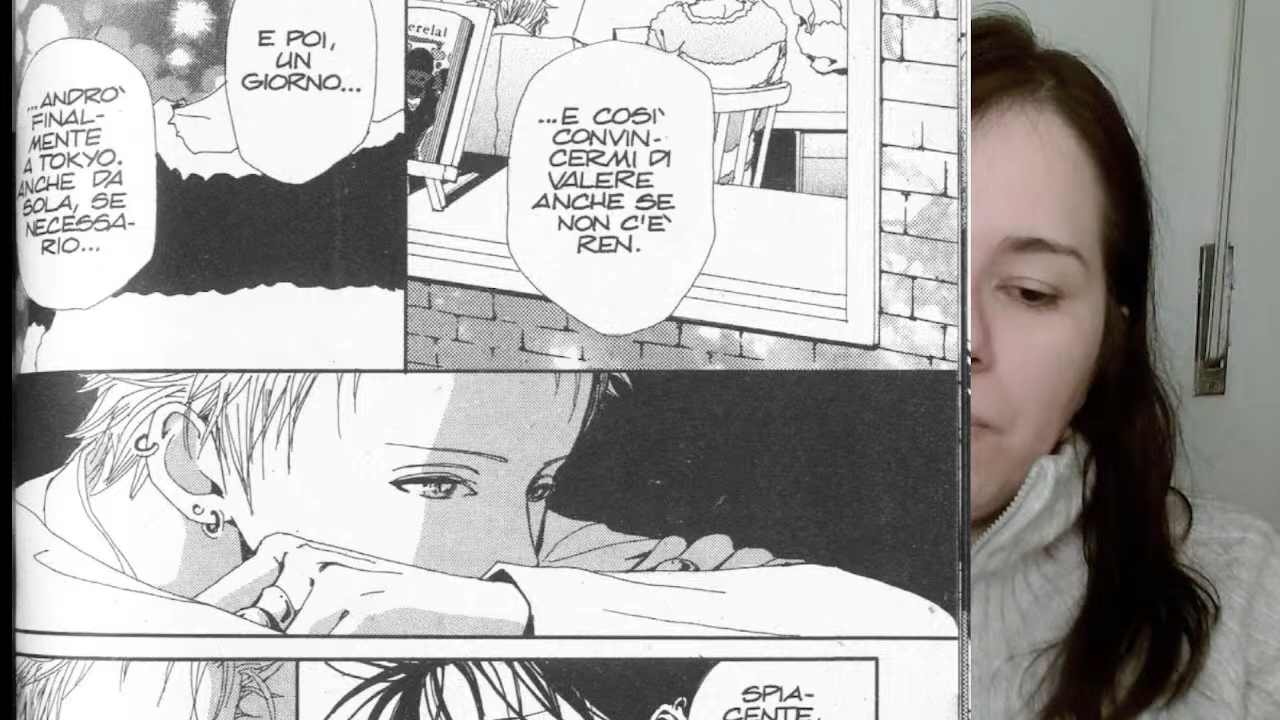 ...E COSI'
CONVIN-
CERMI DI
VALERE
ANCHE SE
NON C'E'
REN.
E POI,
UN
GIORNO...
...ANDRO'
FINAL-
MENTE
A TOKYO.
ANCHE DA
SOLA, SE
NECESSA-
RIO...
SPIA-
CENTE,